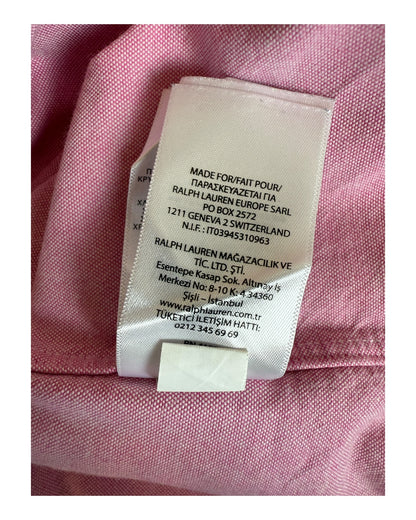 MADE FOR/FAIT POUR/
ΠΑΡΑΣΚΕΥΑΖΕΤΑΙ ΓΙΑ
RALPH LAUREN EUROPE SARL
PO BOX 2572
1211 GENEVA 2 SWITZERLAND
N.I.F. : IT03945310963
RALPH LAUREN MAĞAZACILIK VE
TİC. LTD. ŞTİ.
Esentepe Kasap Sok. Altınay İş
Merkezi No: 8-10 K: 4 34360
Şişli – İstanbul
www.ralphlauren.com
TÜKETİCİ İLETİŞİM HATTI:
0212 345 69 69